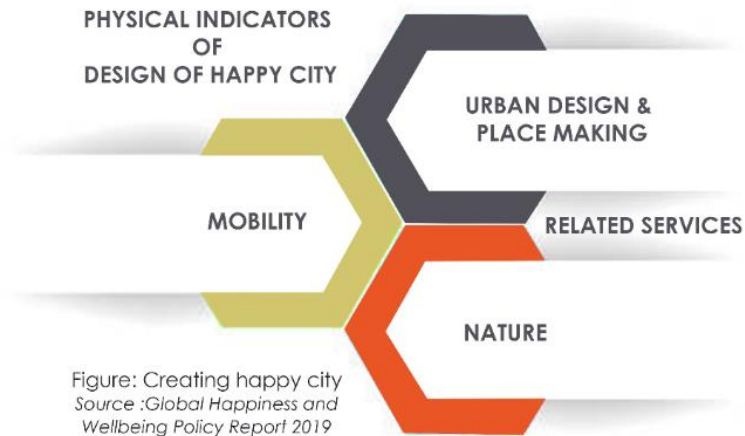 PHYSICAL INDICATORS
OF
DESIGN OF HAPPY CITY
URBAN DESIGN &
PLACE MAKING
MOBILITY
RELATED SERVICES
NATURE
Figure: Creating happy city
Source :Global Happiness and
Wellbeing Policy Report 2019